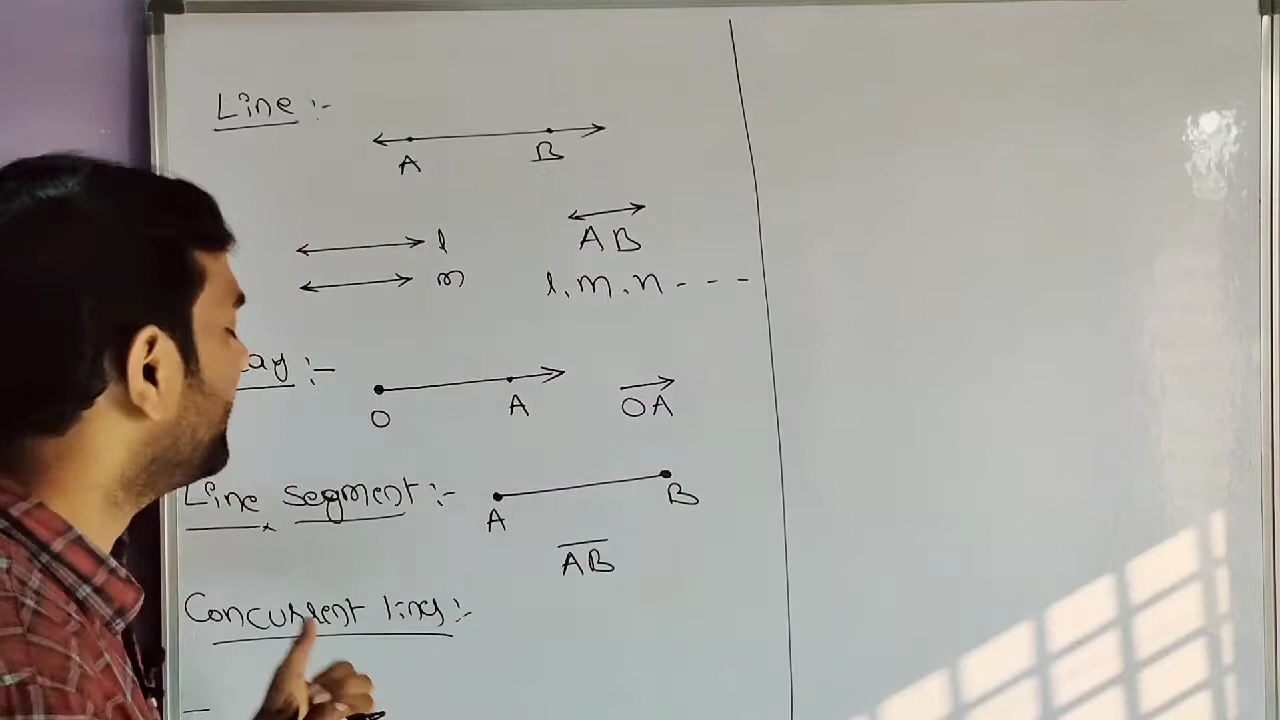 Line :-
A B
l AB
m l, m, n - - - -
ay :-
O A OA
Line segment :-
A B
AB
Concurrent lines :-